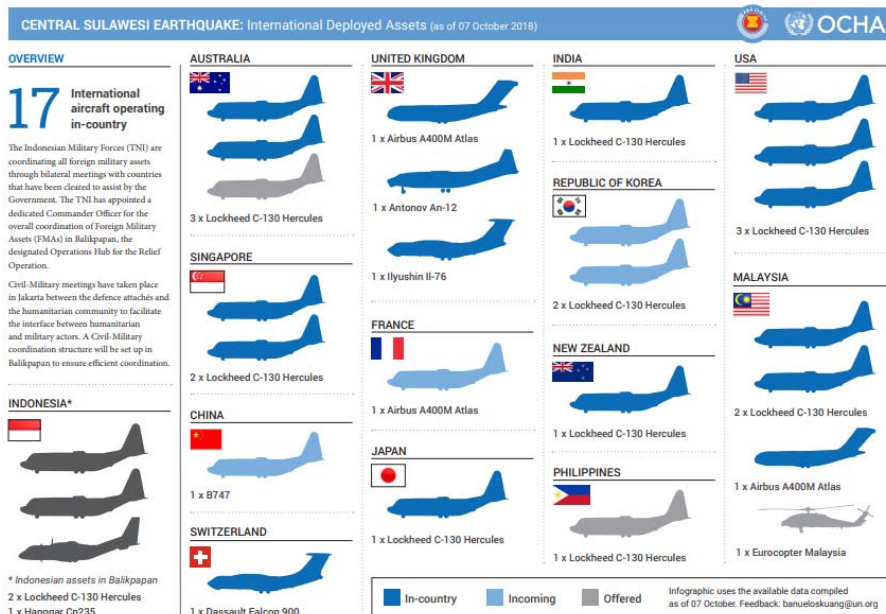 CENTRAL SULAWESI EARTHQUAKE: International Deployed Assets (as of 07 October 2018)
OCHA
OVERVIEW
17
International
aircraft operating
in-country
The Indonesian Military Forces (TNI) are
coordinating all foreign military assets
through bilateral meetings with countries
that have been cleared to assist by the
Government. The TNI has appointed a
dedicated Commander Officer for the
overall coordination of Foreign Military
Assets (FMAs) in Balikpapan, the
designated Operations Hub for the Relief
Operation.
Civil-Military meetings have taken place
in Jakarta between the defence attachés and
the humanitarian community to facilitate
the interface between humanitarian
and military actors. A Civil-Military
coordination structure will be set up in
Balikpapan to ensure efficient coordination.
INDONESIA*
* Indonesian assets in Balikpapan
2 x Lockheed C-130 Hercules
1 x Hangnar Cn235
AUSTRALIA
3 x Lockheed C-130 Hercules
SINGAPORE
2 x Lockheed C-130 Hercules
CHINA
1 x B747
SWITZERLAND
1 x Dassault Falcon 900
UNITED KINGDOM
1 x Airbus A400M Atlas
1 x Antonov An-12
1 x Ilyushin Il-76
FRANCE
1 x Airbus A400M Atlas
JAPAN
1 x Lockheed C-130 Hercules
INDIA
1 x Lockheed C-130 Hercules
REPUBLIC OF KOREA
2 x Lockheed C-130 Hercules
NEW ZEALAND
1 x Lockheed C-130 Hercules
PHILIPPINES
1 x Lockheed C-130 Hercules
USA
3 x Lockheed C-130 Hercules
MALAYSIA
2 x Lockheed C-130 Hercules
1 x Airbus A400M Atlas
1 x Eurocopter Malaysia
In-country
Incoming
Offered
Infographic uses the available data compiled
as of 07 October. Feedback: banueloskuang@un.org